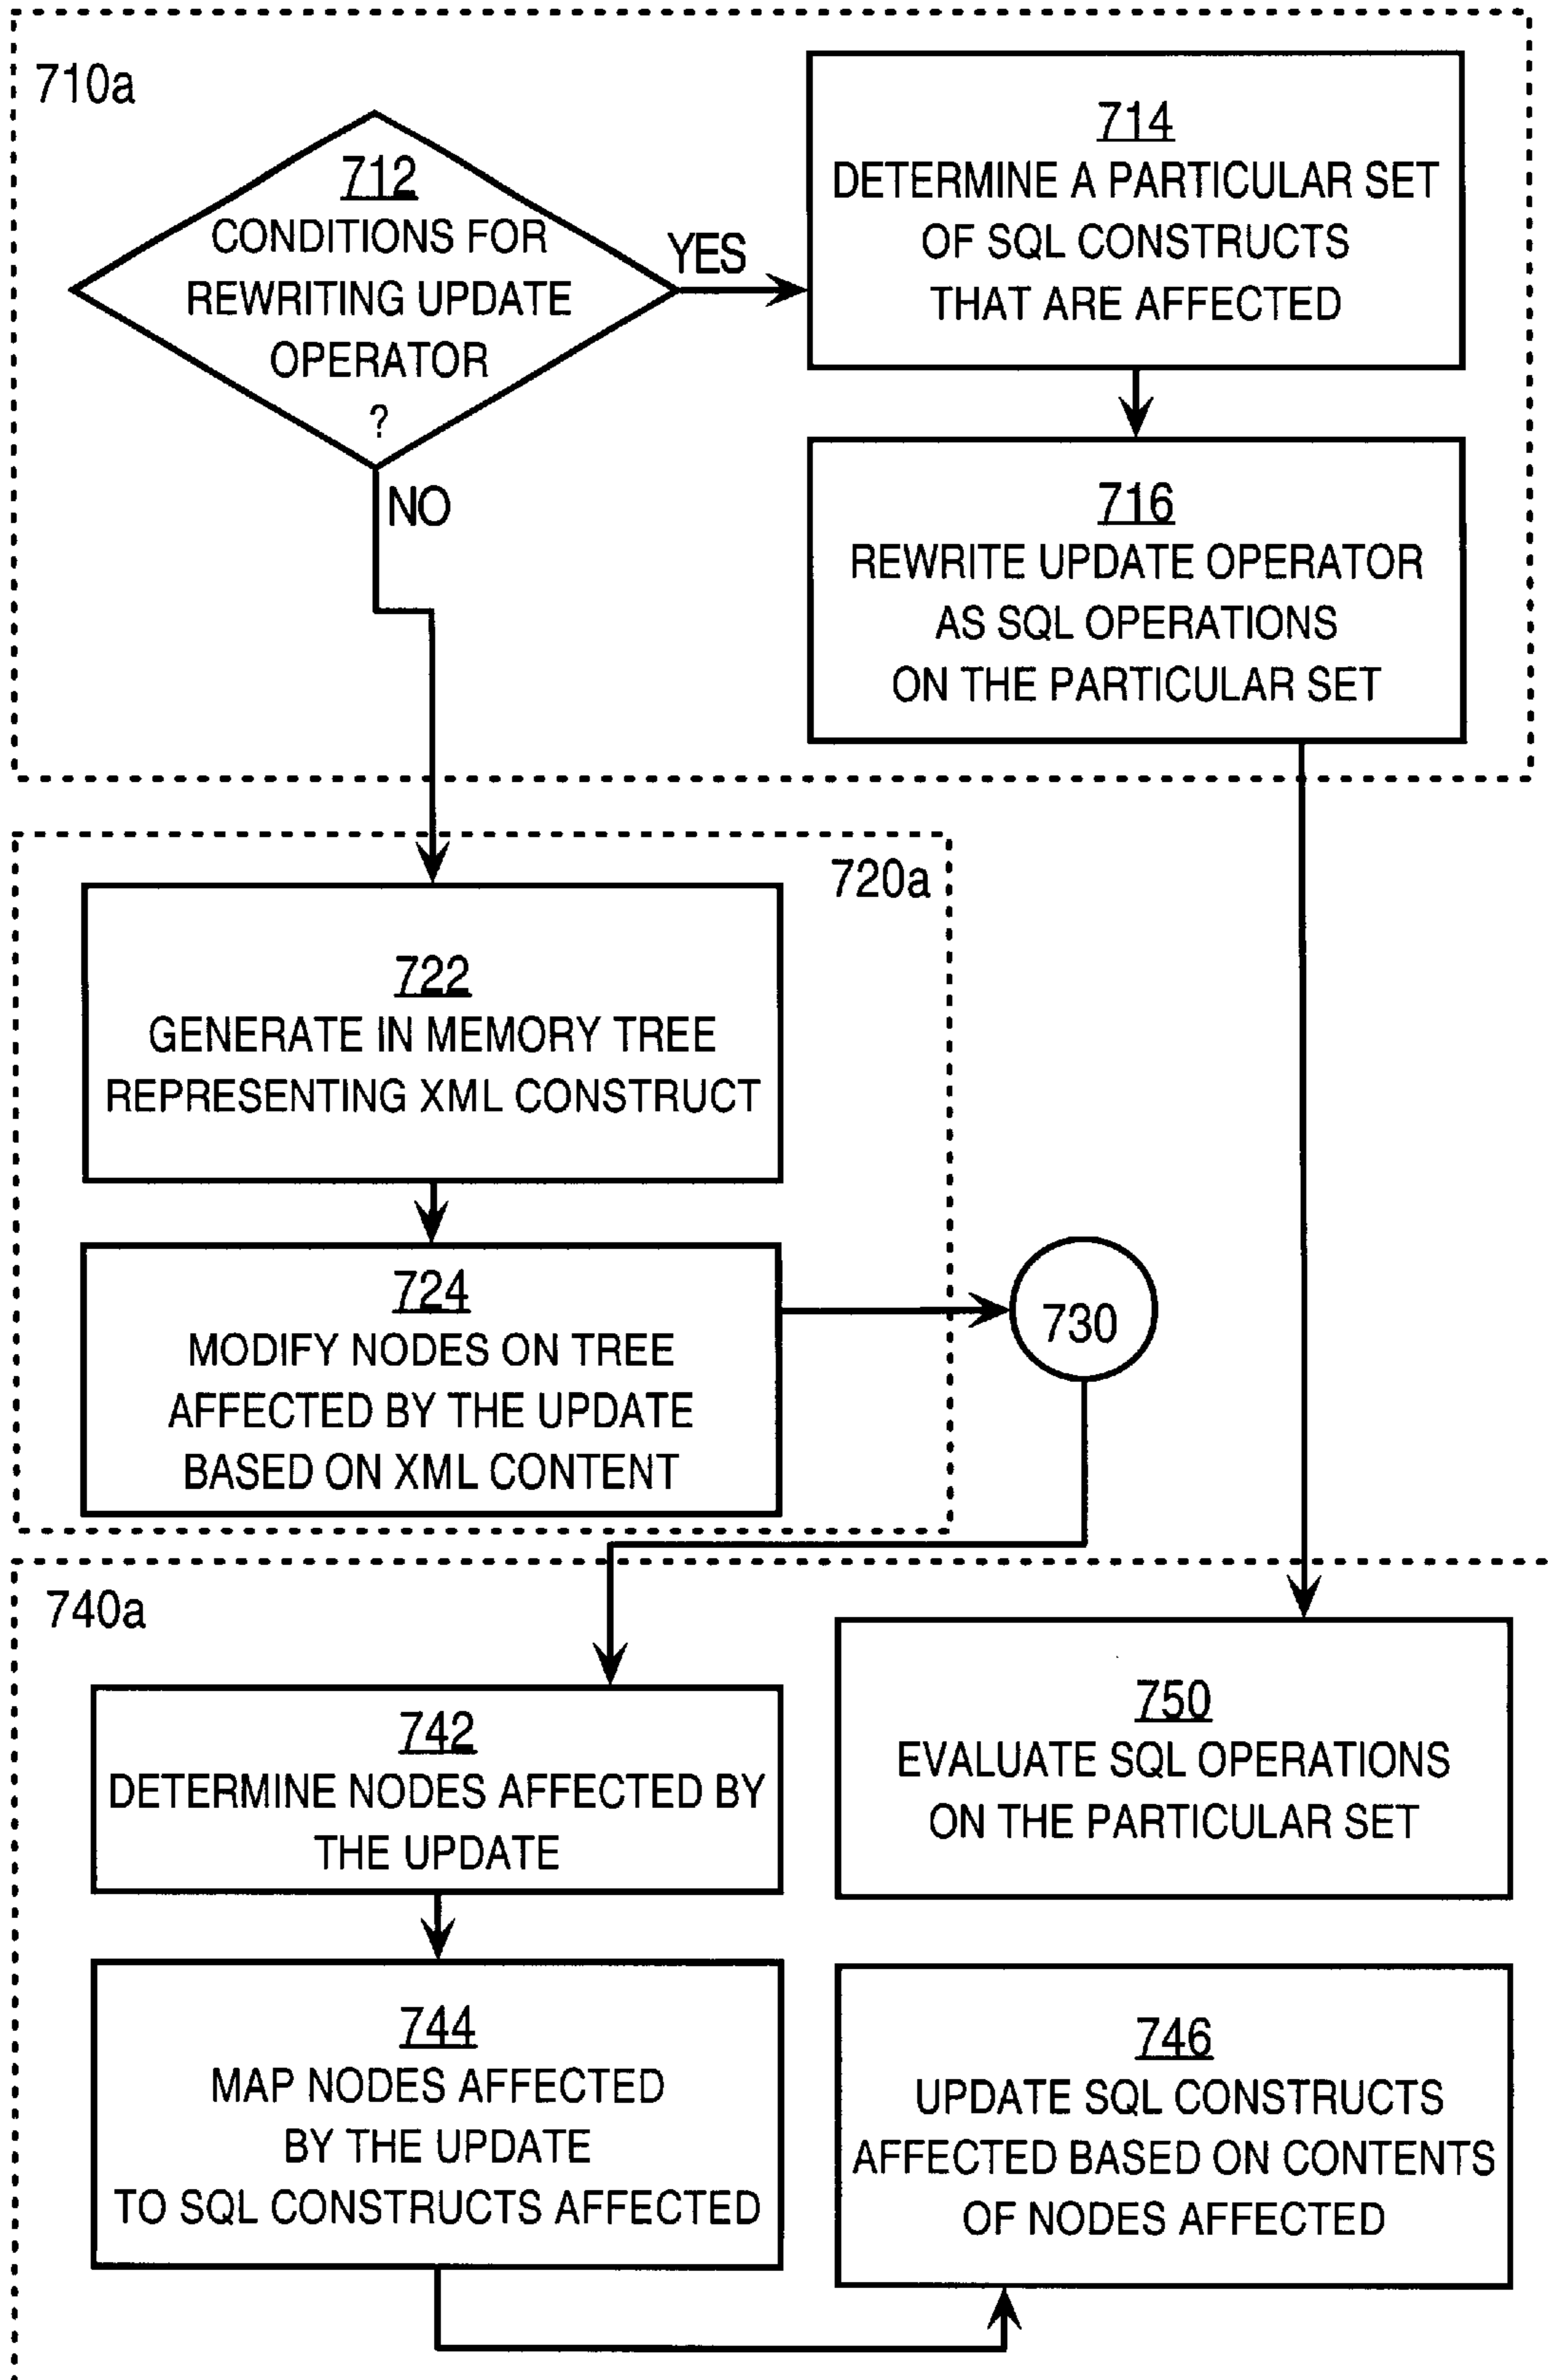 710a
712
CONDITIONS FOR
REWRITING UPDATE
OPERATOR
?
YES
NO
714
DETERMINE A PARTICULAR SET
OF SQL CONSTRUCTS
THAT ARE AFFECTED
716
REWRITE UPDATE OPERATOR
AS SQL OPERATIONS
ON THE PARTICULAR SET
720a
722
GENERATE IN MEMORY TREE
REPRESENTING XML CONSTRUCT
724
MODIFY NODES ON TREE
AFFECTED BY THE UPDATE
BASED ON XML CONTENT
730
740a
742
DETERMINE NODES AFFECTED BY
THE UPDATE
750
EVALUATE SQL OPERATIONS
ON THE PARTICULAR SET
744
MAP NODES AFFECTED
BY THE UPDATE
TO SQL CONSTRUCTS AFFECTED
746
UPDATE SQL CONSTRUCTS
AFFECTED BASED ON CONTENTS
OF NODES AFFECTED